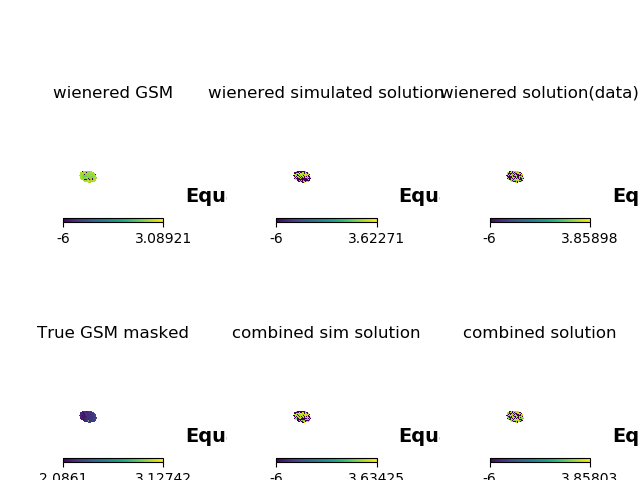 wienered GSM wienered simulated solution wienered solution(data)
Equ Equ Eq
-6 3.08921 -6 3.62271 -6 3.85898
True GSM masked combined sim solution combined solution
Equ Equ Eq
2.0861 3.12742 -6 3.63425 -6 3.85803